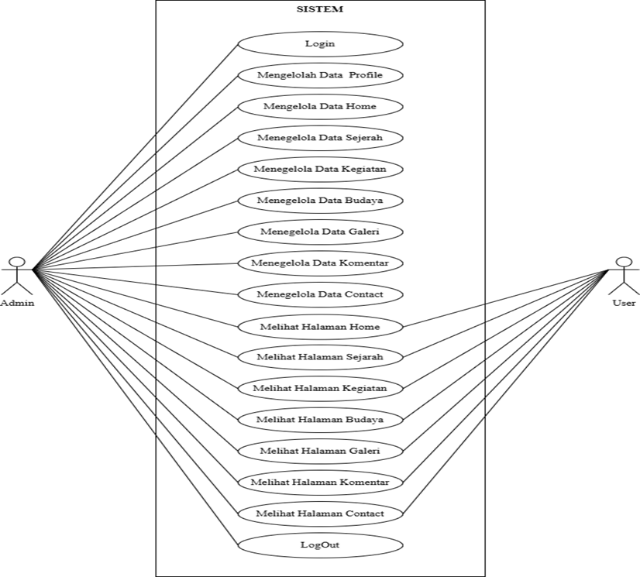 SISTEM
Login
Mengelolah Data Profile
Mengelola Data Home
Menegelola Data Sejerah
Menegelola Data Kegiatan
Menegelola Data Budaya
Menegelola Data Galeri
Menegelola Data Komentar
Menegelola Data Contact
Melihat Halaman Home
Melihat Halaman Sejarah
Melihat Halaman Kegiatan
Melihat Halaman Budaya
Melihat Halaman Galeri
Melihat Halaman Komentar
Melihat Halaman Contact
LogOut
Admin
User